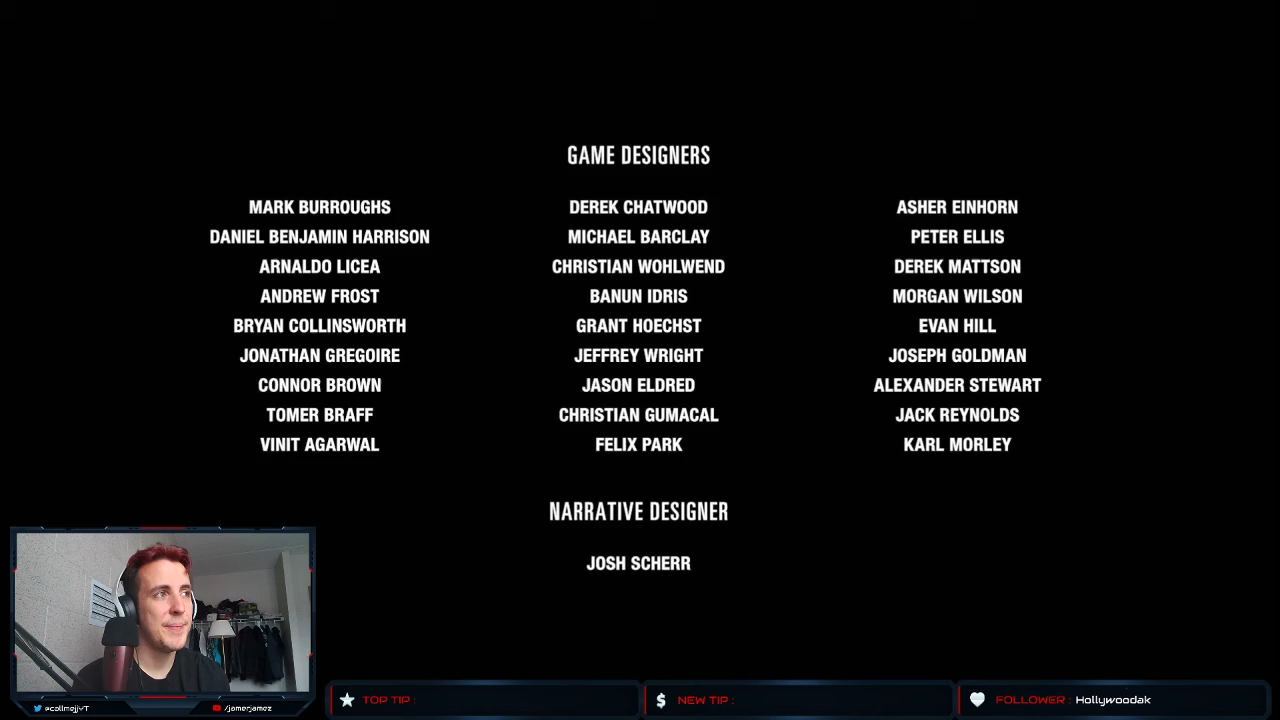 GAME DESIGNERS
MARK BURROUGHS DEREK CHATWOOD ASHER EINHORN
DANIEL BENJAMIN HARRISON MICHAEL BARCLAY PETER ELLIS
ARNALDO LICEA CHRISTIAN WOHLWEND DEREK MATTSON
ANDREW FROST BANUN IDRIS MORGAN WILSON
BRYAN COLLINSWORTH GRANT HOECHST EVAN HILL
JONATHAN GREGOIRE JEFFREY WRIGHT JOSEPH GOLDMAN
CONNOR BROWN JASON ELDRED ALEXANDER STEWART
TOMER BRAFF CHRISTIAN GUMACAL JACK REYNOLDS
VINIT AGARWAL FELIX PARK KARL MORLEY
NARRATIVE DESIGNER
JOSH SCHERR
TOP TIP : NEW TIP : FOLLOWER : Hollywoodak
/jamerjamez